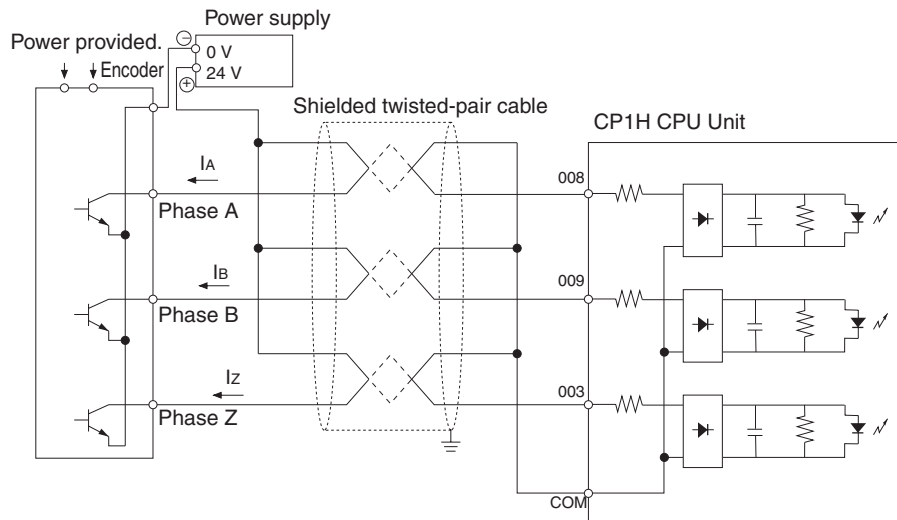 Power supply
⊖
0 V
Power provided.
24 V
Encoder
⊕
Shielded twisted-pair cable
CP1H CPU Unit
IA
008
Phase A
IB
009
Phase B
IZ
003
Phase Z
COM